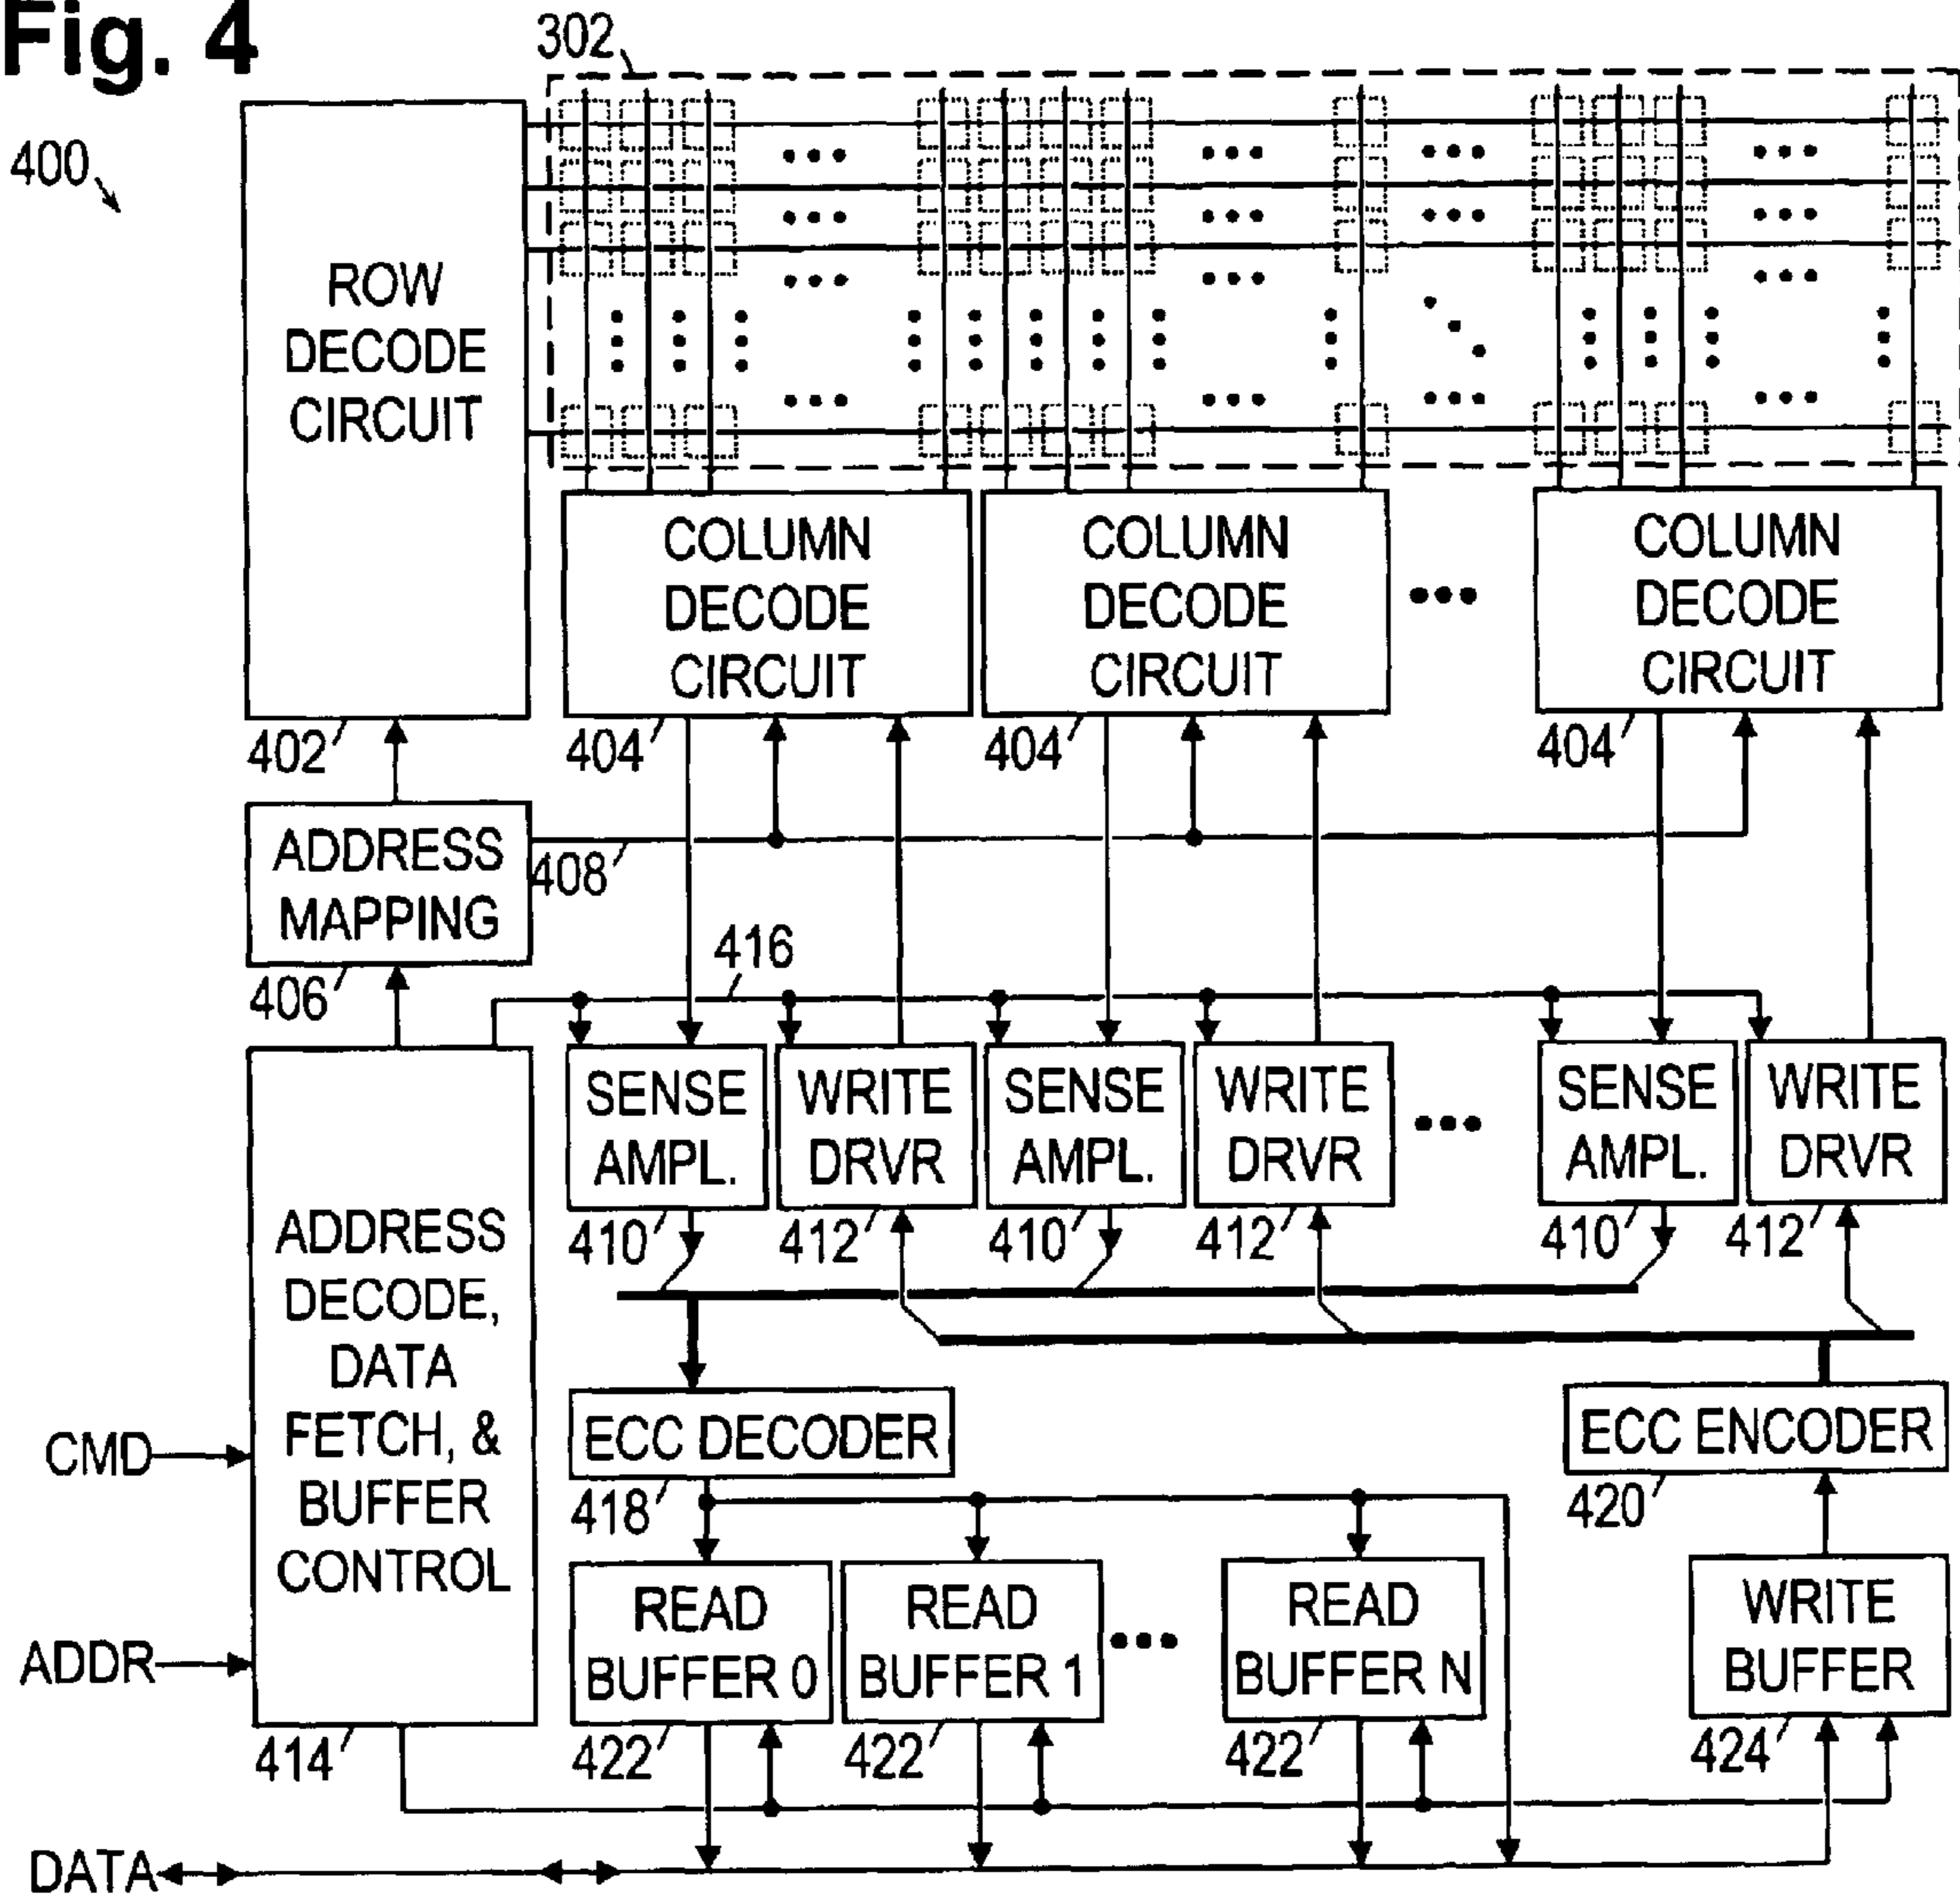 Fig. 4
302
400
ROW
DECODE
CIRCUIT
COLUMN
DECODE
CIRCUIT
COLUMN
DECODE
CIRCUIT
COLUMN
DECODE
CIRCUIT
402
404
404
404
ADDRESS
MAPPING
408
406
416
SENSE
AMPL.
WRITE
DRVR
SENSE
AMPL.
WRITE
DRVR
SENSE
AMPL.
WRITE
DRVR
410
412
410
412
410
412
ADDRESS
DECODE,
DATA
FETCH, &
BUFFER
CONTROL
CMD
ADDR
414
ECC DECODER
418
ECC ENCODER
420
READ
BUFFER 0
READ
BUFFER 1
READ
BUFFER N
WRITE
BUFFER
422
422
422
424
DATA